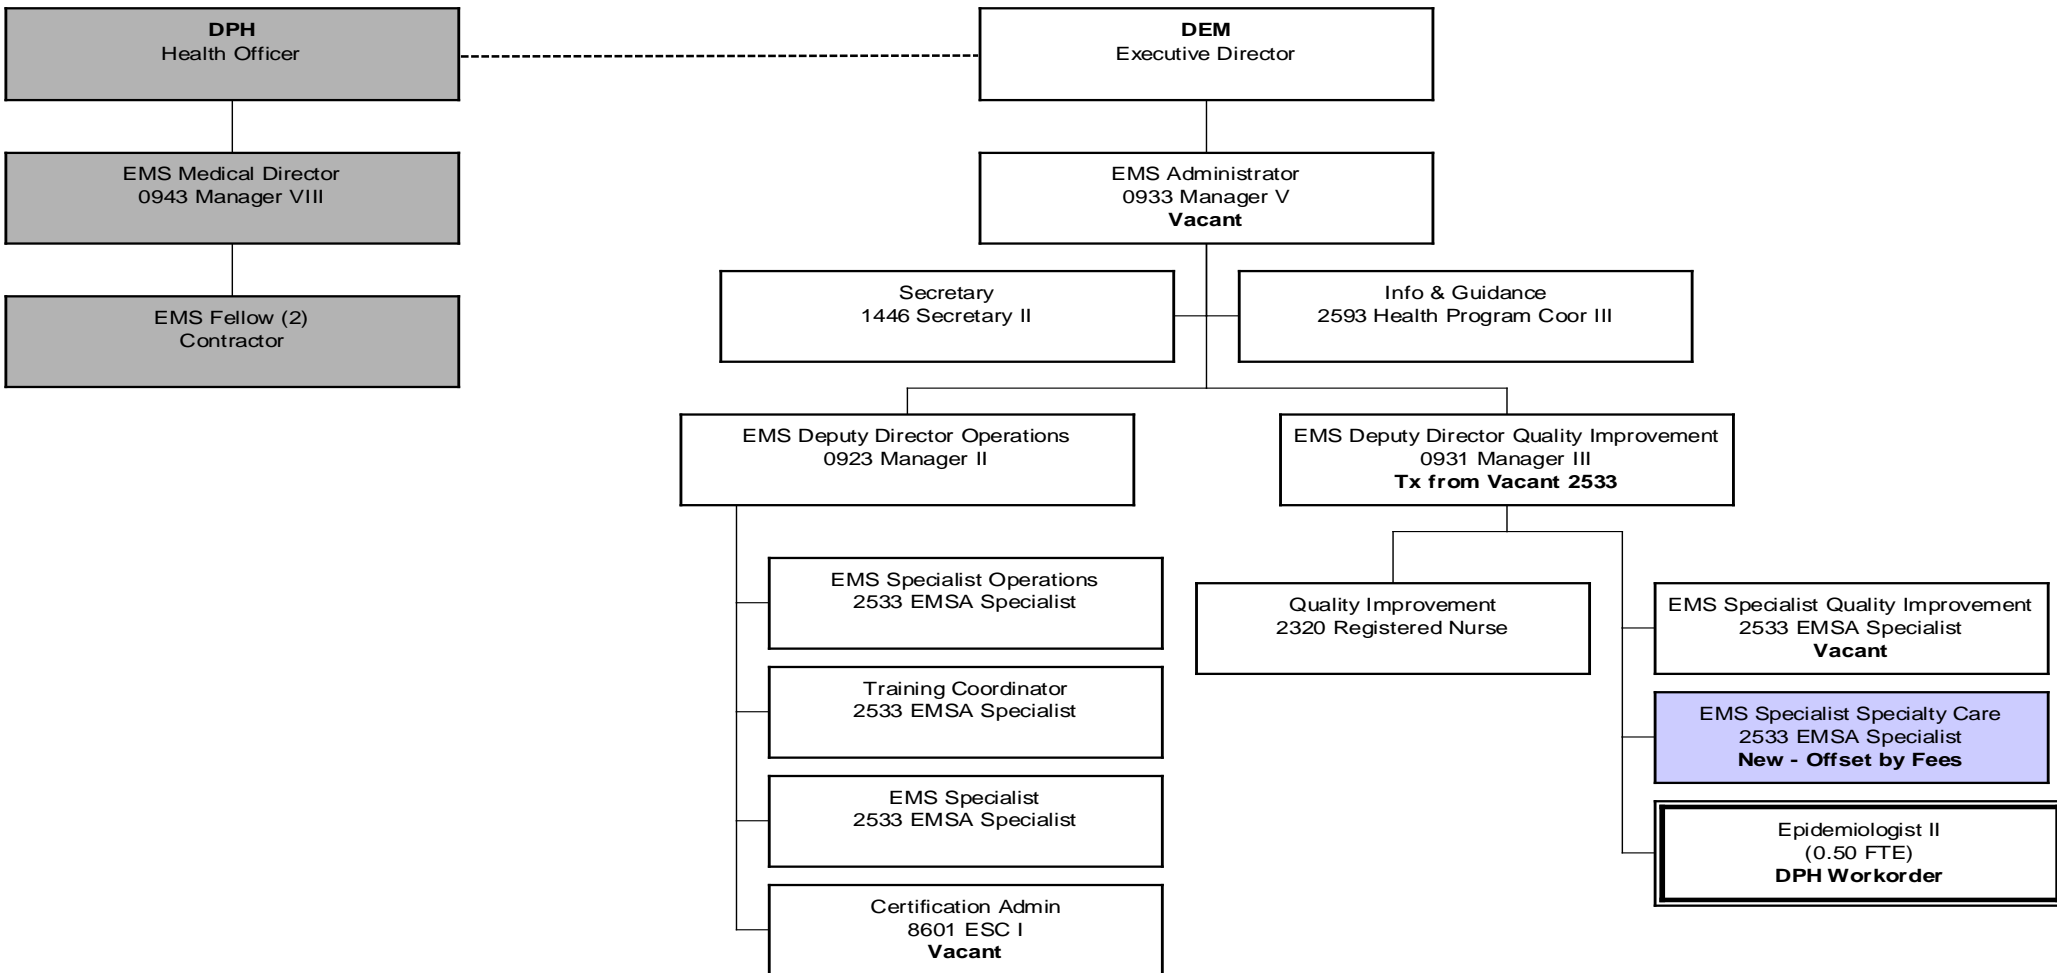 DPH
Health Officer
DEM
Executive Director
EMS Medical Director
0943 Manager VIII
EMS Administrator
0933 Manager V
Vacant
EMS Fellow (2)
Contractor
Secretary
1446 Secretary II
Info & Guidance
2593 Health Program Coor III
EMS Deputy Director Operations
0923 Manager II
EMS Deputy Director Quality Improvement
0931 Manager III
Tx from Vacant 2533
EMS Specialist Operations
2533 EMSA Specialist
Training Coordinator
2533 EMSA Specialist
EMS Specialist
2533 EMSA Specialist
Certification Admin
8601 ESC I
Vacant
Quality Improvement
2320 Registered Nurse
EMS Specialist Quality Improvement
2533 EMSA Specialist
Vacant
EMS Specialist Specialty Care
2533 EMSA Specialist
New - Offset by Fees
Epidemiologist II
(0.50 FTE)
DPH Workorder